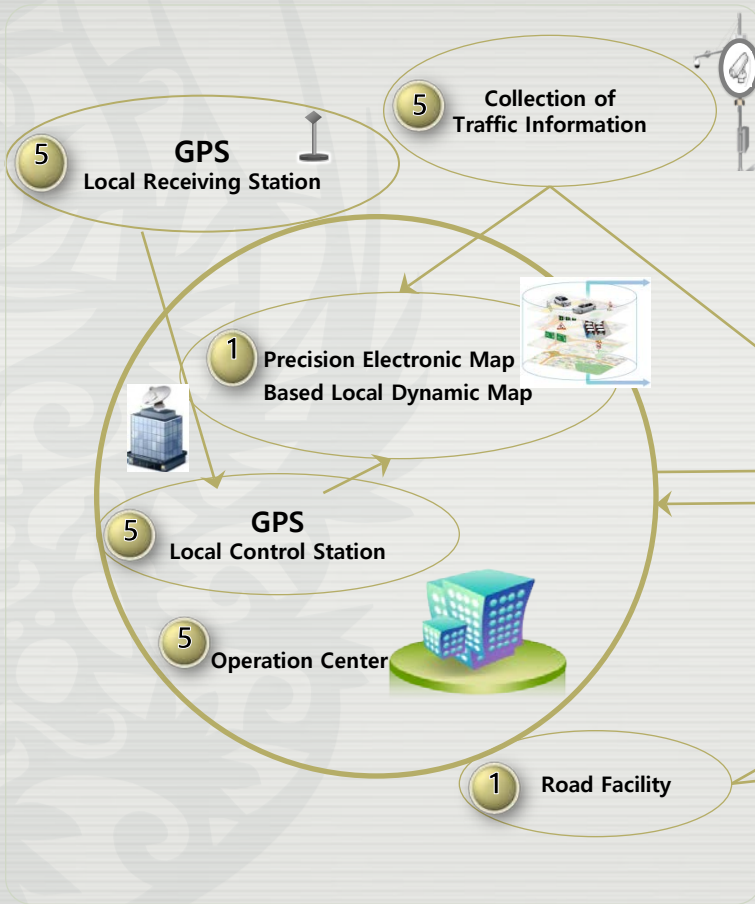 5
Collection of
Traffic Information
5
GPS
Local Receiving Station
1
Precision Electronic Map
Based Local Dynamic Map
5
GPS
Local Control Station
5
Operation Center
1
Road Facility